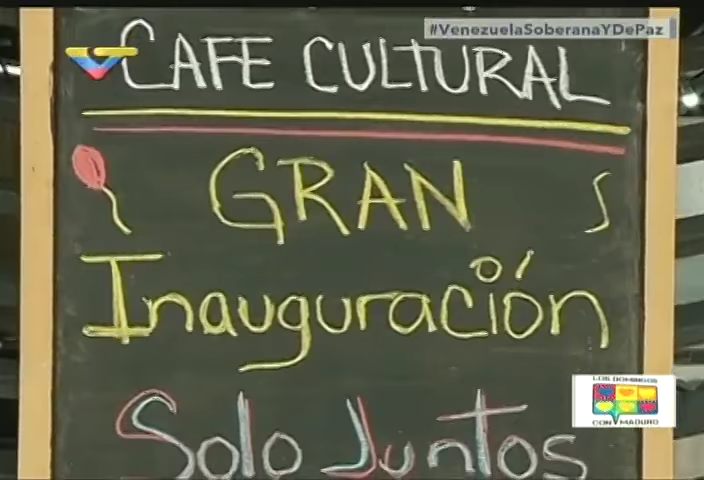 #VenezuelaSoberanaYDePaz
CAFE CULTURAL
GRAN
Inauguración
Solo Juntos
LOS DOMINGOS
CON MADURO